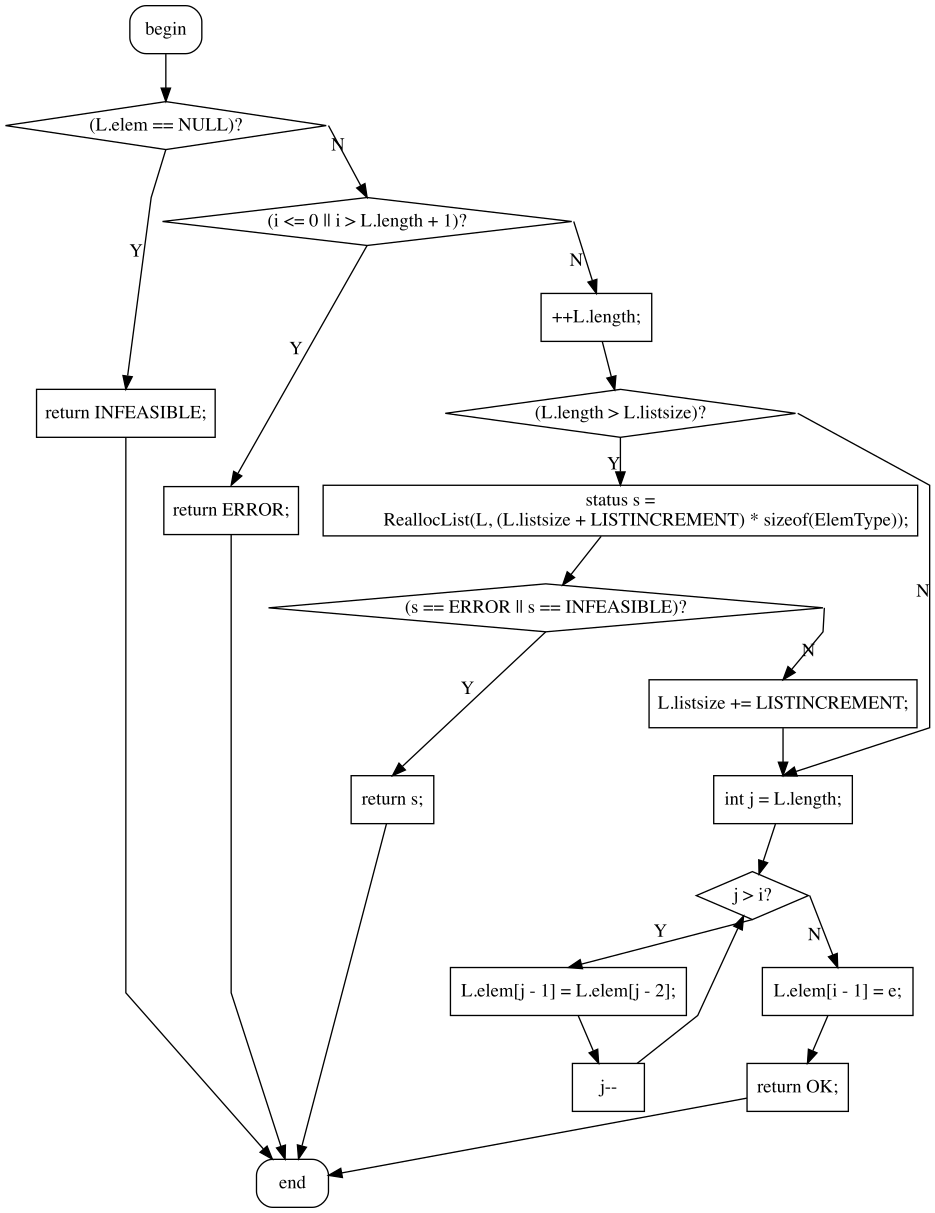 begin
(L.elem == NULL)?
N
(i <= 0 || i > L.length + 1)?
Y
N
++L.length;
Y
return INFEASIBLE;
(L.length > L.listsize)?
Y
return ERROR;
status s =
ReallocList(L, (L.listsize + LISTINCREMENT) * sizeof(ElemType));
N
(s == ERROR || s == INFEASIBLE)?
N
Y
L.listsize += LISTINCREMENT;
return s;
int j = L.length;
j > i?
Y
N
L.elem[j - 1] = L.elem[j - 2];
L.elem[i - 1] = e;
j--
return OK;
end